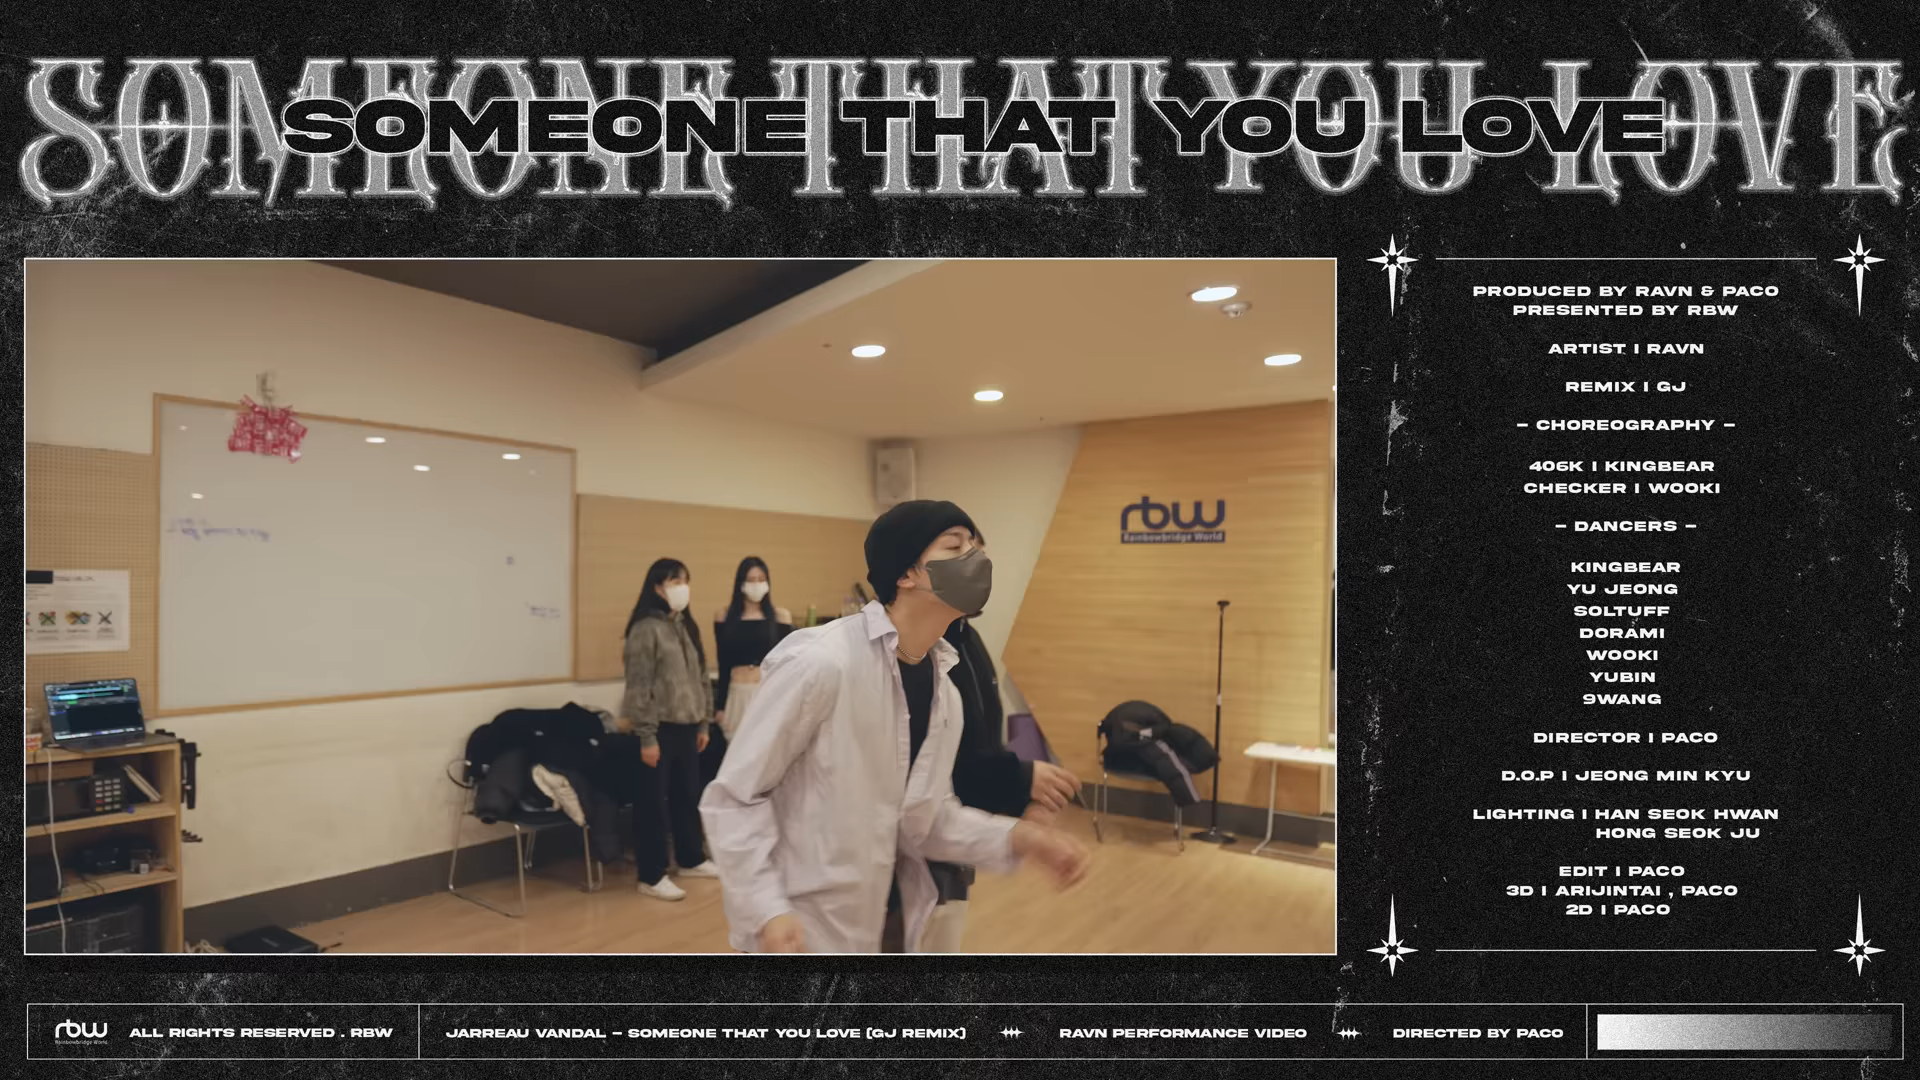 SOMEONE THAT YOU LOVE
SOMEONE THAT YOU LOVE
rbw
Rainbowbridge World
PRODUCED BY RAVN & PACO
PRESENTED BY RBW
ARTIST | RAVN
REMIX | GJ
– CHOREOGRAPHY –
406K | KINGBEAR
CHECKER | WOOKI
– DANCERS –
KINGBEAR
YU JEONG
SOLTUFF
DORAMI
WOOKI
YUBIN
9WANG
DIRECTOR | PACO
D.O.P | JEONG MIN KYU
LIGHTING | HAN SEOK HWAN
HONG SEOK JU
EDIT | PACO
3D | ARIJINTAI , PACO
2D | PACO
rbw
Rainbowbridge World
ALL RIGHTS RESERVED . RBW
JARREAU VANDAL – SOMEONE THAT YOU LOVE (GJ REMIX)
RAVN PERFORMANCE VIDEO
DIRECTED BY PACO